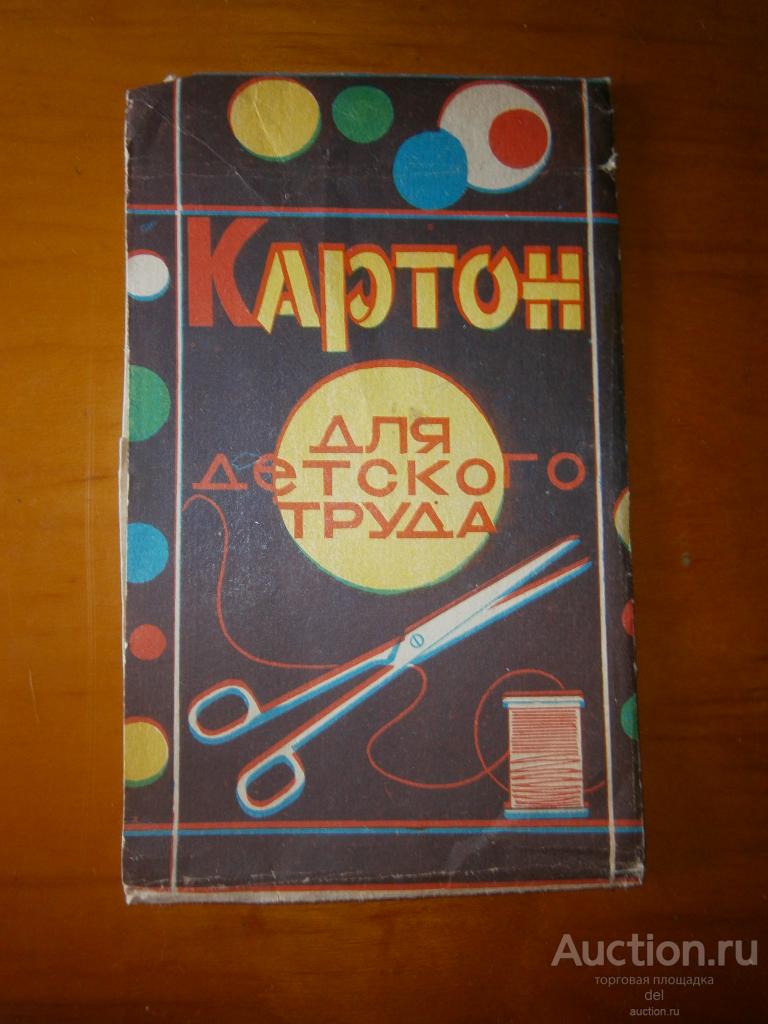 Картон
для
детского
труда
Auction.ru
торговая площадка
del
auction.ru